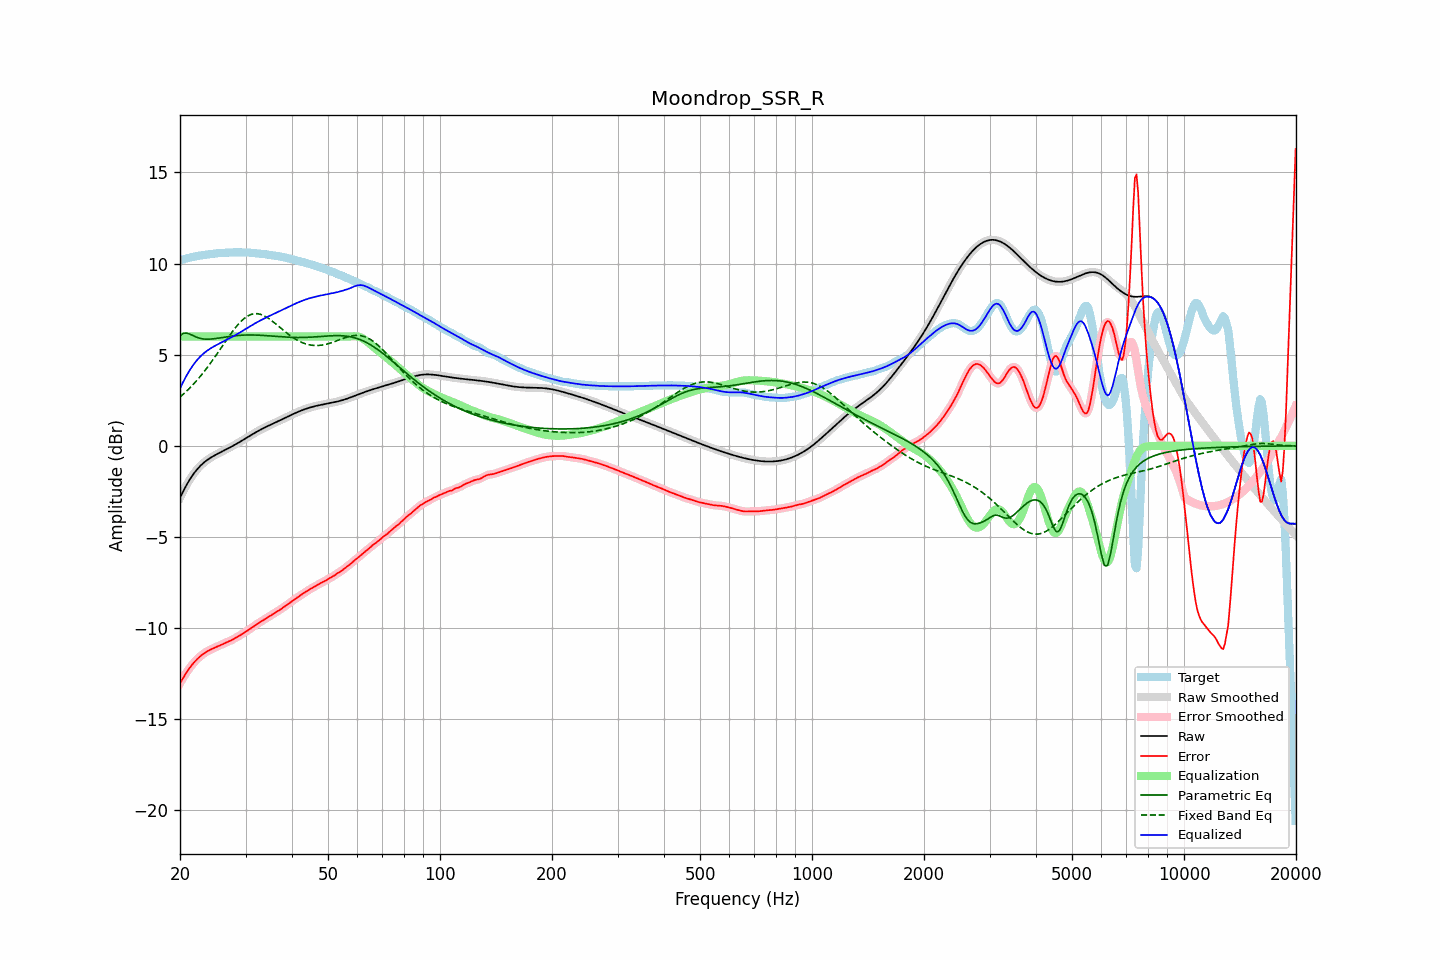 Moondrop_SSR_R
Amplitude (dBr)
15
10
5
0
−5
−10
−15
−20
20
50
100
200
500
1000
2000
5000
10000
20000
Frequency (Hz)
Target
Raw Smoothed
Error Smoothed
Raw
Error
Equalization
Parametric Eq
Fixed Band Eq
Equalized